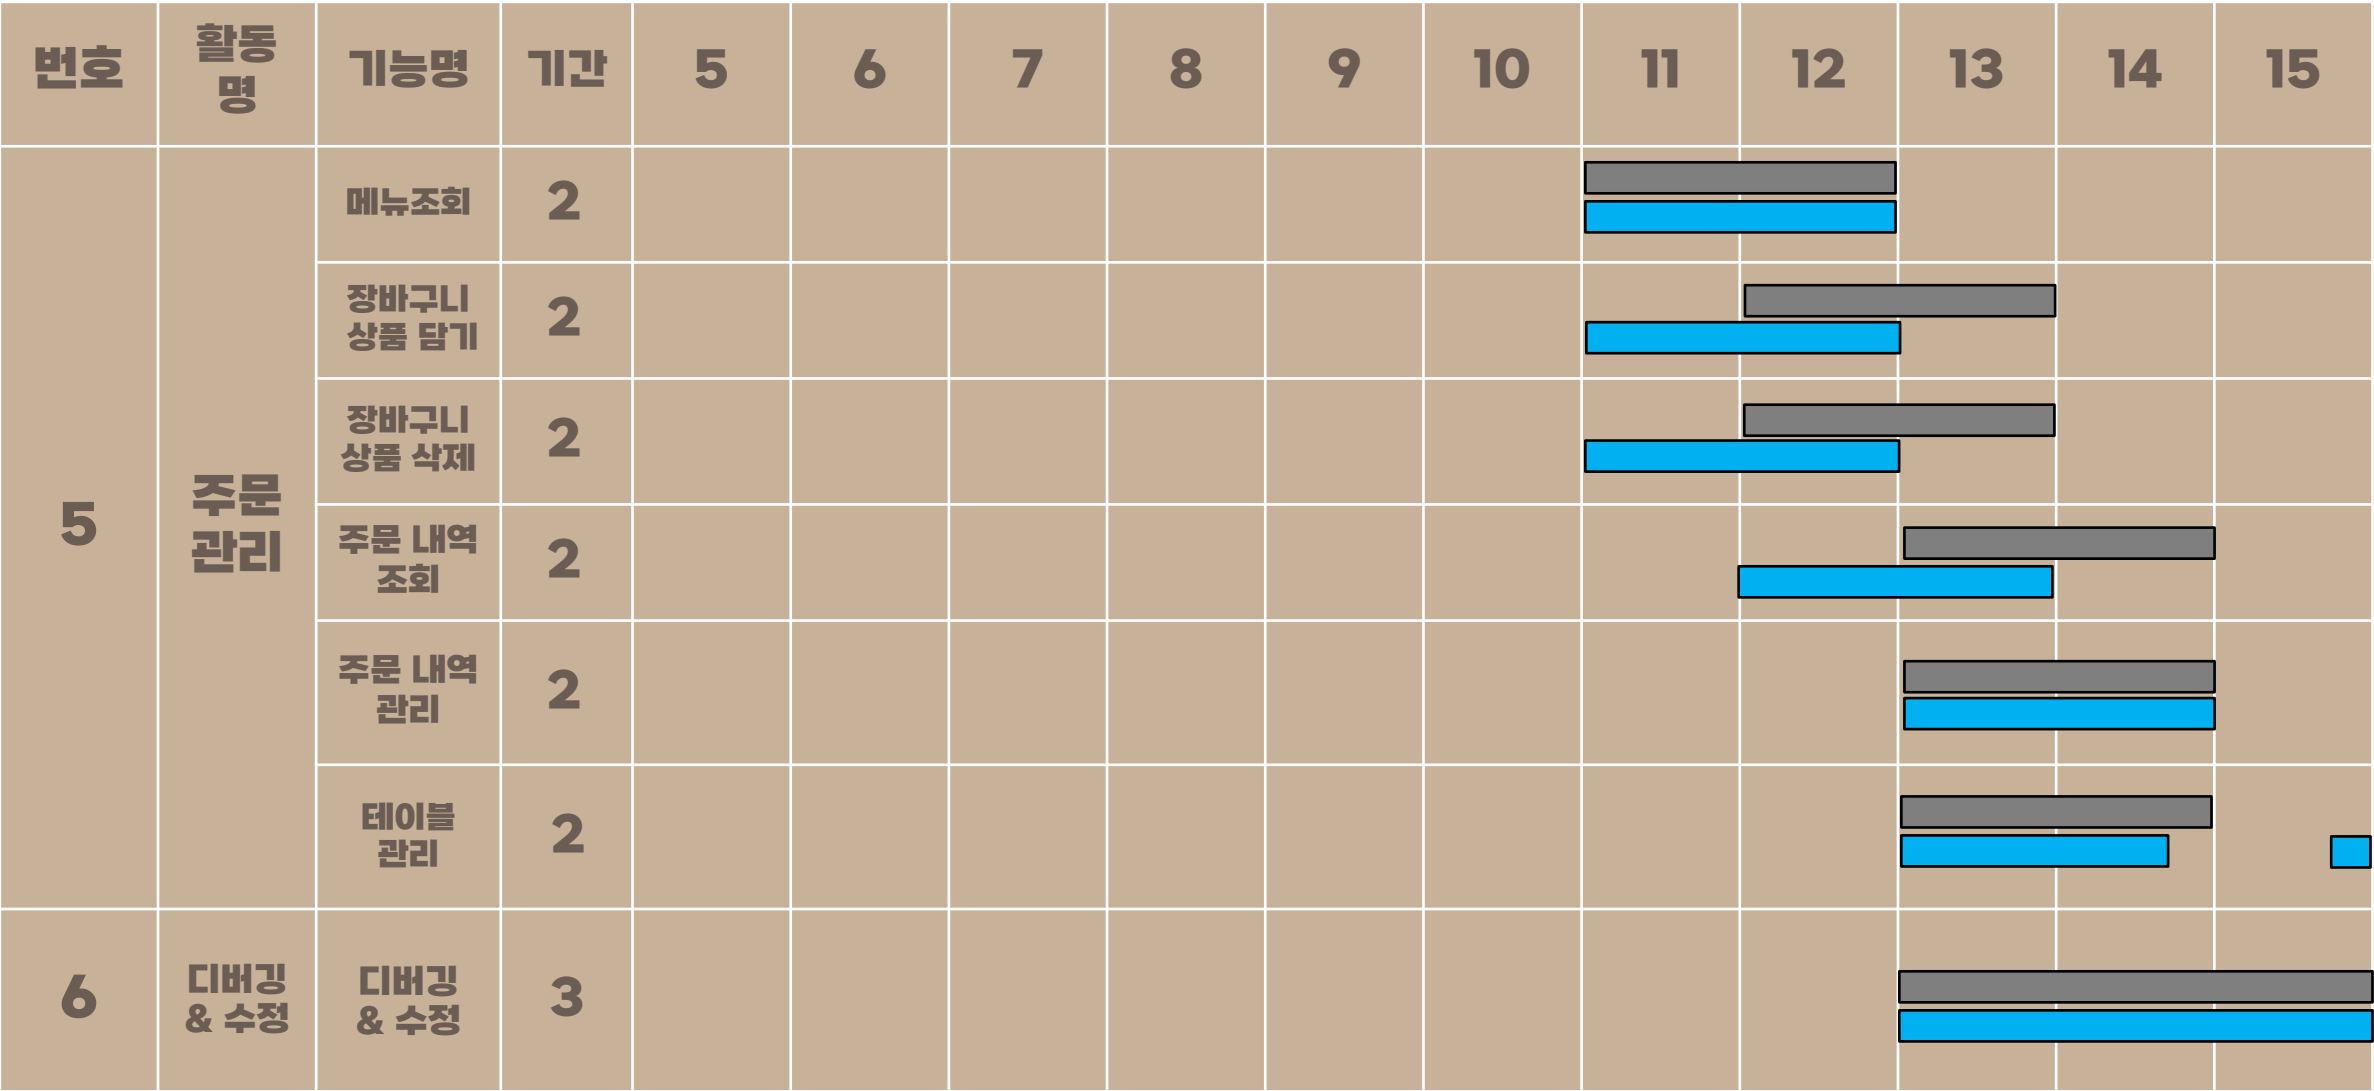 번호
활동
명
기능명
기간
5
6
7
8
9
10
11
12
13
14
15
5
주문
관리
메뉴조회
2
장바구니
상품 담기
2
장바구니
상품 삭제
2
주문 내역
조회
2
주문 내역
관리
2
테이블
관리
2
6
디버깅
& 수정
디버깅
& 수정
3